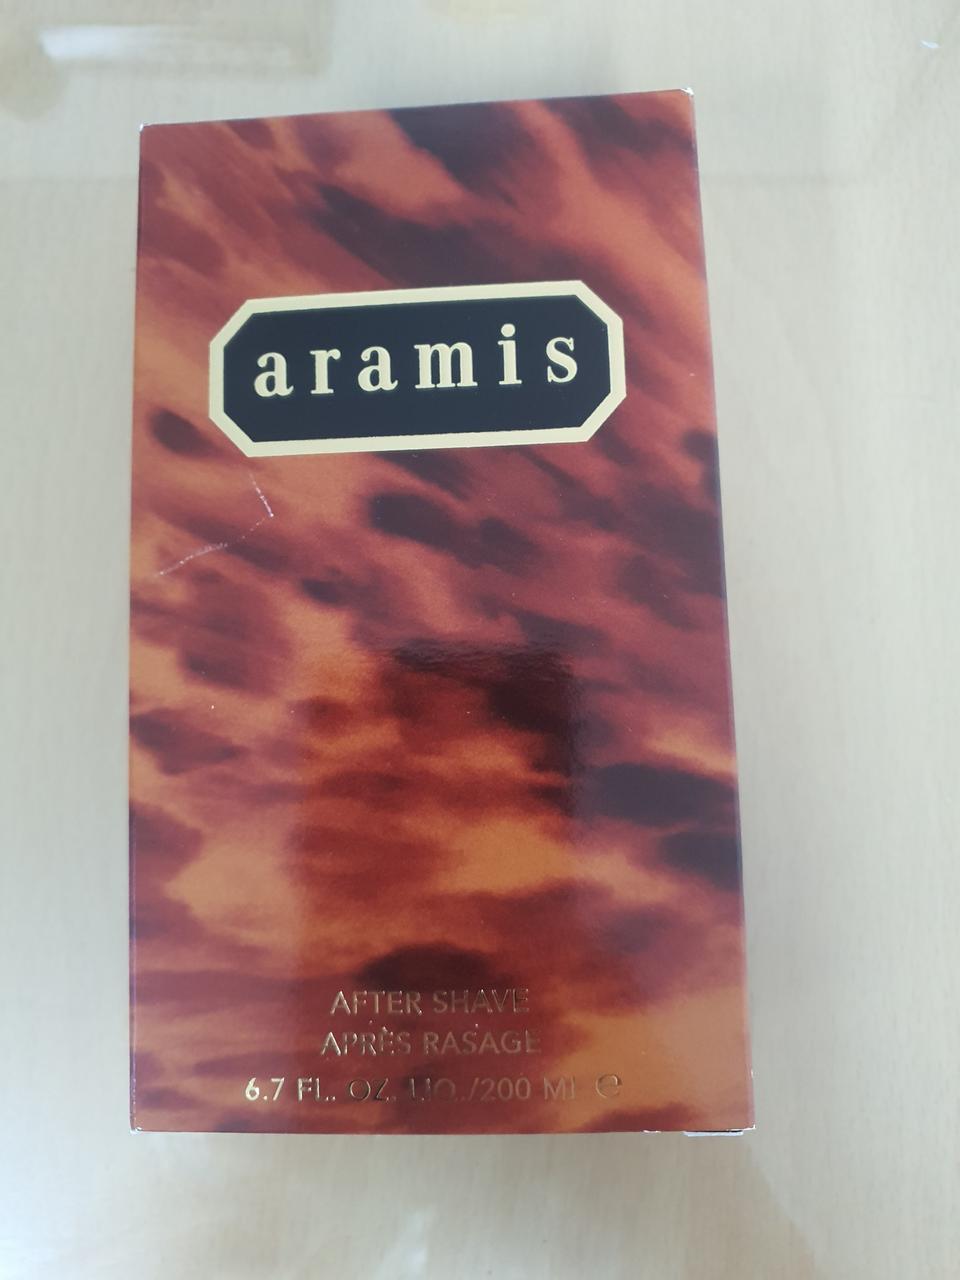 aramis
AFTER SHAVE
APRÈS RASAGE
6.7 FL. OZ. LIQ./200 ML e